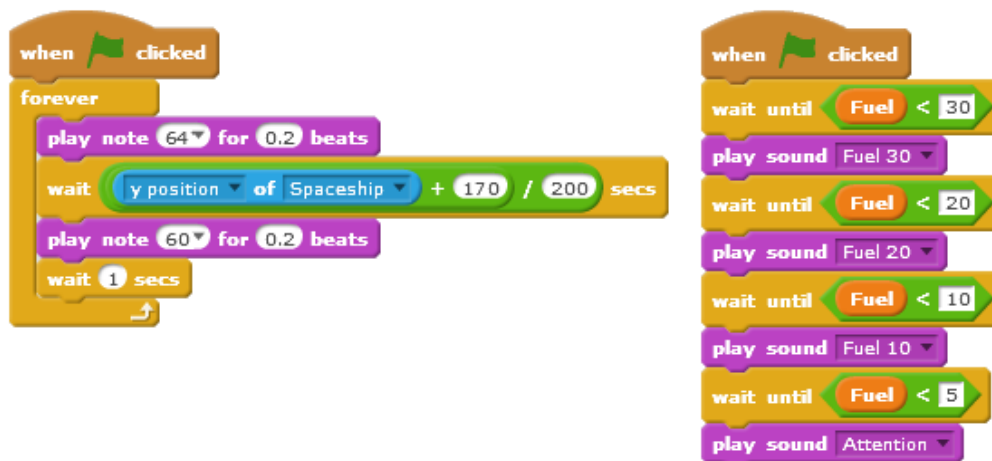 when clicked
forever
play note 64 for 0.2 beats
wait y position of Spaceship + 170 / 200 secs
play note 60 for 0.2 beats
wait 1 secs
when clicked
wait until Fuel < 30
play sound Fuel 30
wait until Fuel < 20
play sound Fuel 20
wait until Fuel < 10
play sound Fuel 10
wait until Fuel < 5
play sound Attention